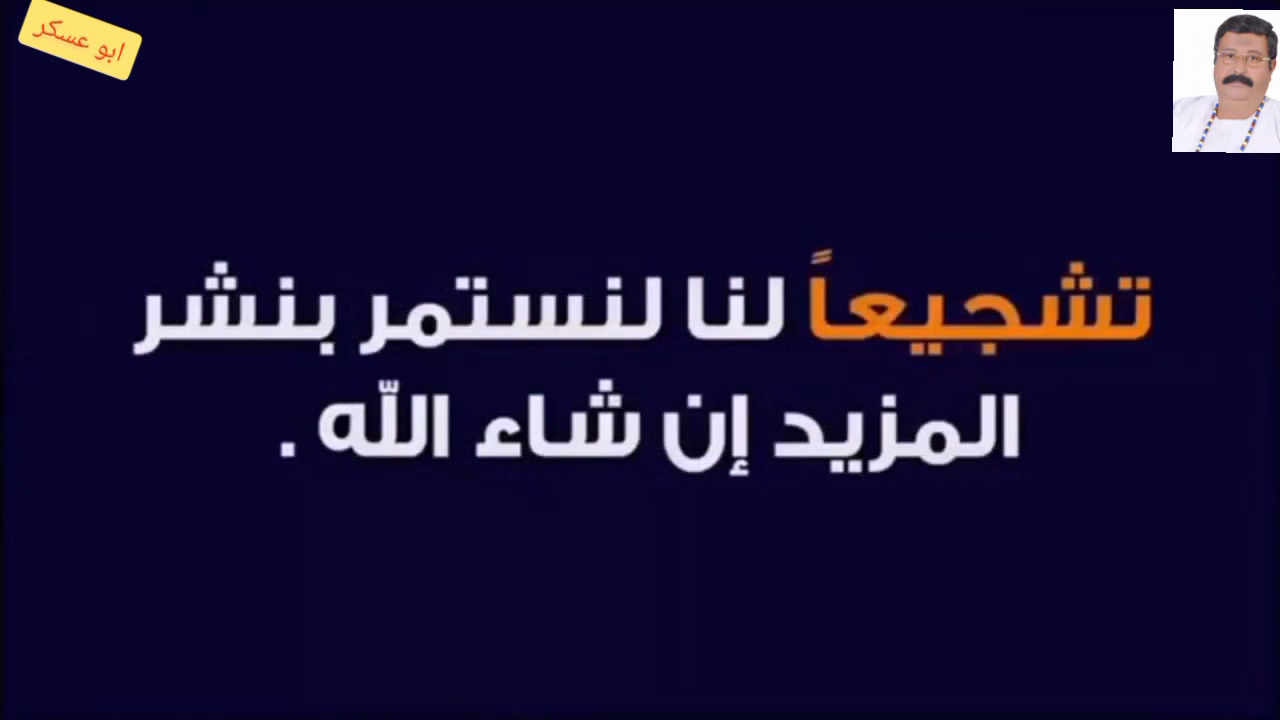 ابو عسكر
تشجيعاً لنا لنستمر بنشر
المزيد إن شاء الله .